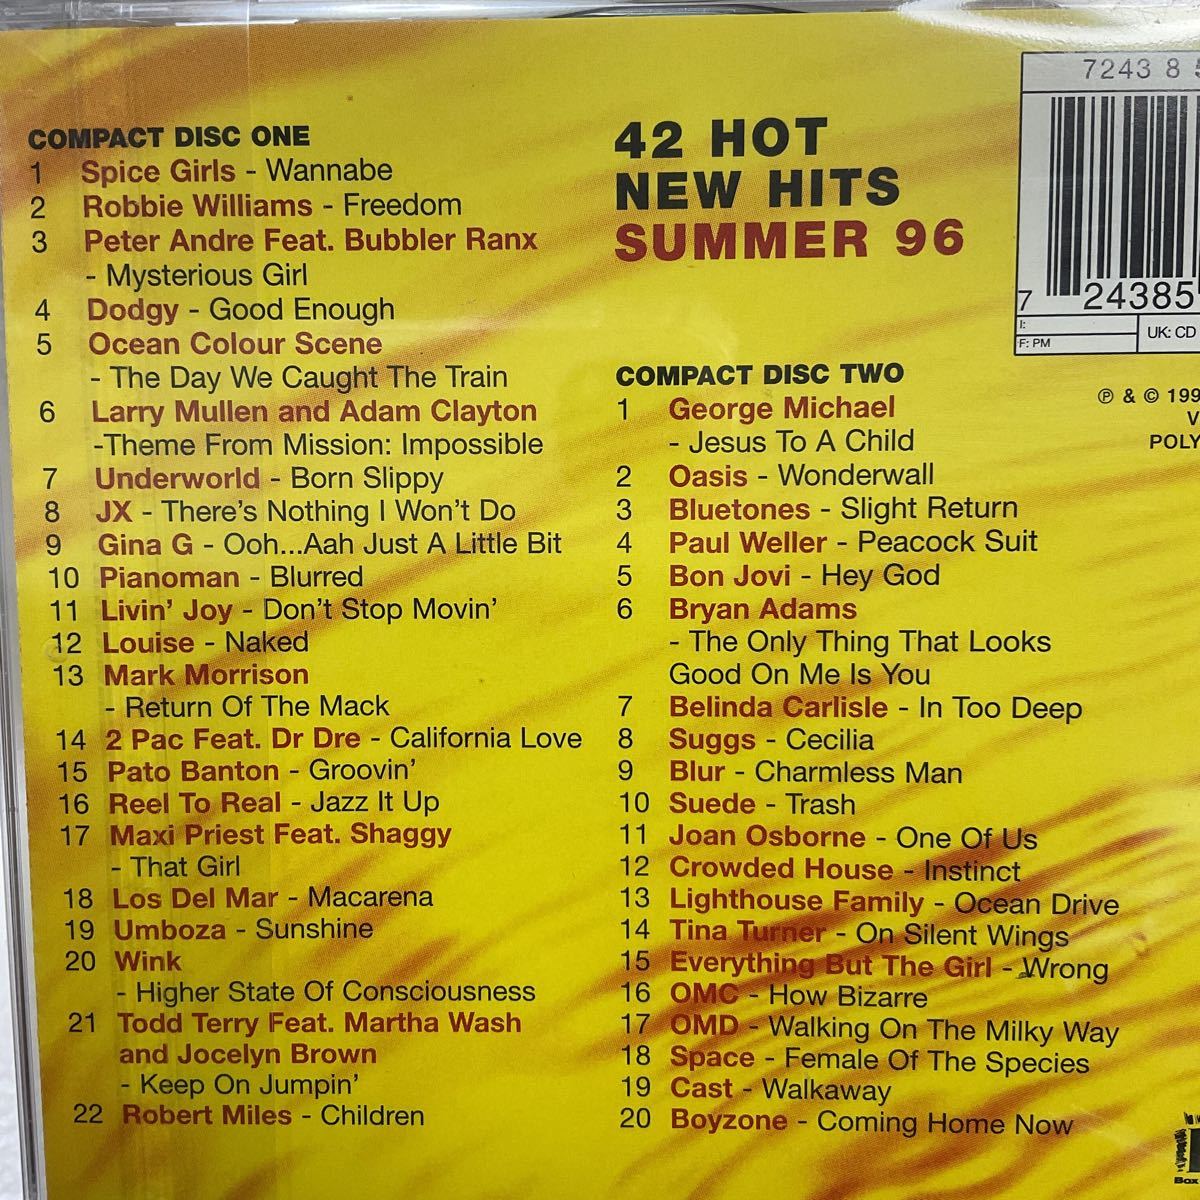 COMPACT DISC ONE
1 Spice Girls - Wannabe
2 Robbie Williams - Freedom
3 Peter Andre Feat. Bubbler Ranx
- Mysterious Girl
4 Dodgy - Good Enough
5 Ocean Colour Scene
- The Day We Caught The Train
6 Larry Mullen and Adam Clayton
-Theme From Mission: Impossible
7 Underworld - Born Slippy
8 JX - There's Nothing I Won't Do
9 Gina G - Ooh...Aah Just A Little Bit
10 Pianoman - Blurred
11 Livin' Joy - Don't Stop Movin'
12 Louise - Naked
13 Mark Morrison
- Return Of The Mack
14 2 Pac Feat. Dr Dre - California Love
15 Pato Banton - Groovin'
16 Reel To Real - Jazz It Up
17 Maxi Priest Feat. Shaggy
- That Girl
18 Los Del Mar - Macarena
19 Umboza - Sunshine
20 Wink
- Higher State Of Consciousness
21 Todd Terry Feat. Martha Wash
and Jocelyn Brown
- Keep On Jumpin'
22 Robert Miles - Children
42 HOT
NEW HITS
SUMMER 96
COMPACT DISC TWO
1 George Michael
- Jesus To A Child
2 Oasis - Wonderwall
3 Bluetones - Slight Return
4 Paul Weller - Peacock Suit
5 Bon Jovi - Hey God
6 Bryan Adams
- The Only Thing That Looks
Good On Me Is You
7 Belinda Carlisle - In Too Deep
8 Suggs - Cecilia
9 Blur - Charmless Man
10 Suede - Trash
11 Joan Osborne - One Of Us
12 Crowded House - Instinct
13 Lighthouse Family - Ocean Drive
14 Tina Turner - On Silent Wings
15 Everything But The Girl - Wrong
16 OMC - How Bizarre
17 OMD - Walking On The Milky Way
18 Space - Female Of The Species
19 Cast - Walkaway
20 Boyzone - Coming Home Now
7243 8
7 24385
I:
F: PM
UK: CD
℗ & © 199
V
POLY
Box